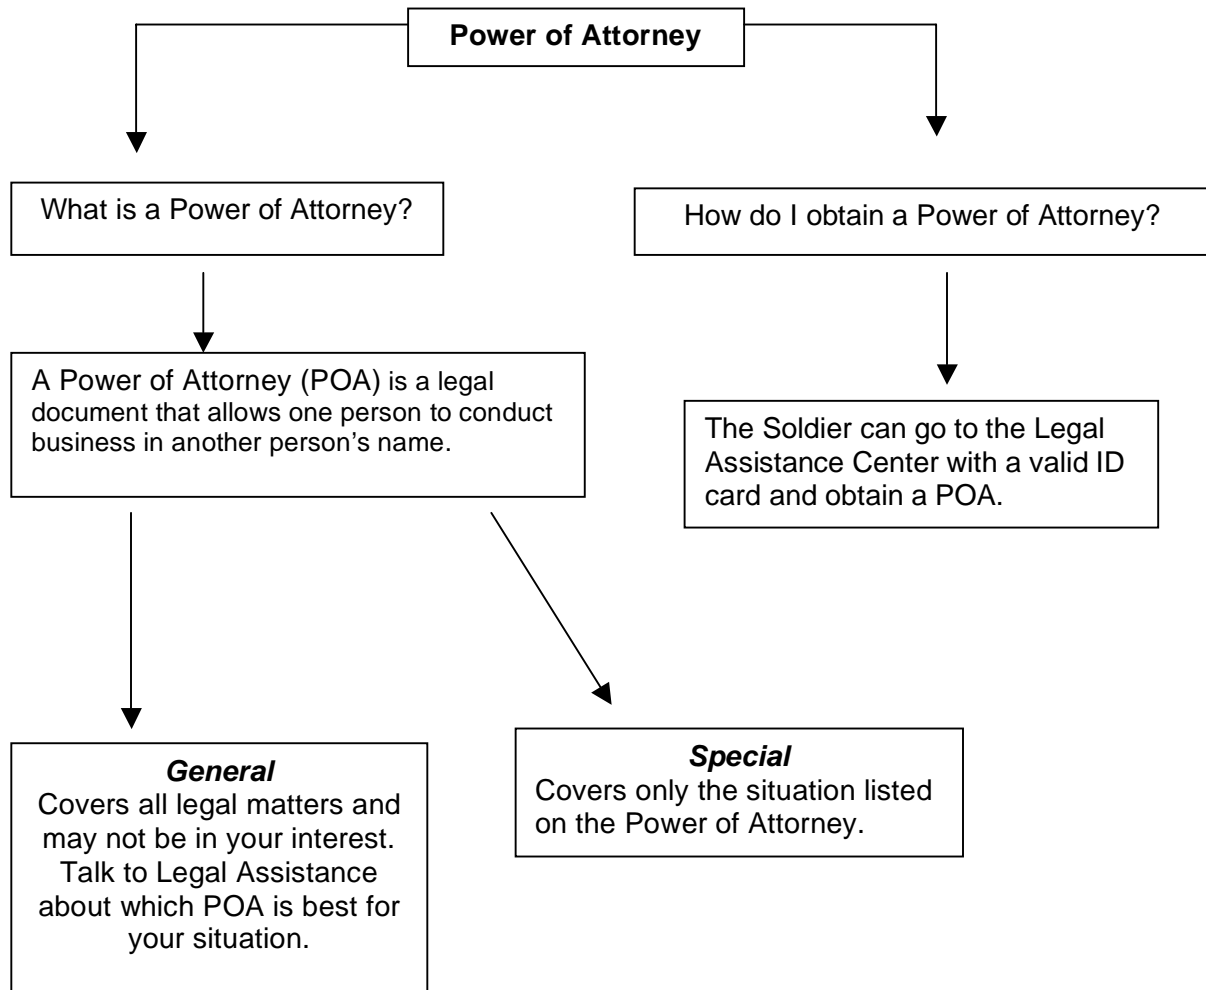 Power of Attorney
What is a Power of Attorney?
How do I obtain a Power of Attorney?
A Power of Attorney (POA) is a legal
document that allows one person to conduct
business in another person’s name.
The Soldier can go to the Legal
Assistance Center with a valid ID
card and obtain a POA.
General
Covers all legal matters and
may not be in your interest.
Talk to Legal Assistance
about which POA is best for
your situation.
Special
Covers only the situation listed
on the Power of Attorney.